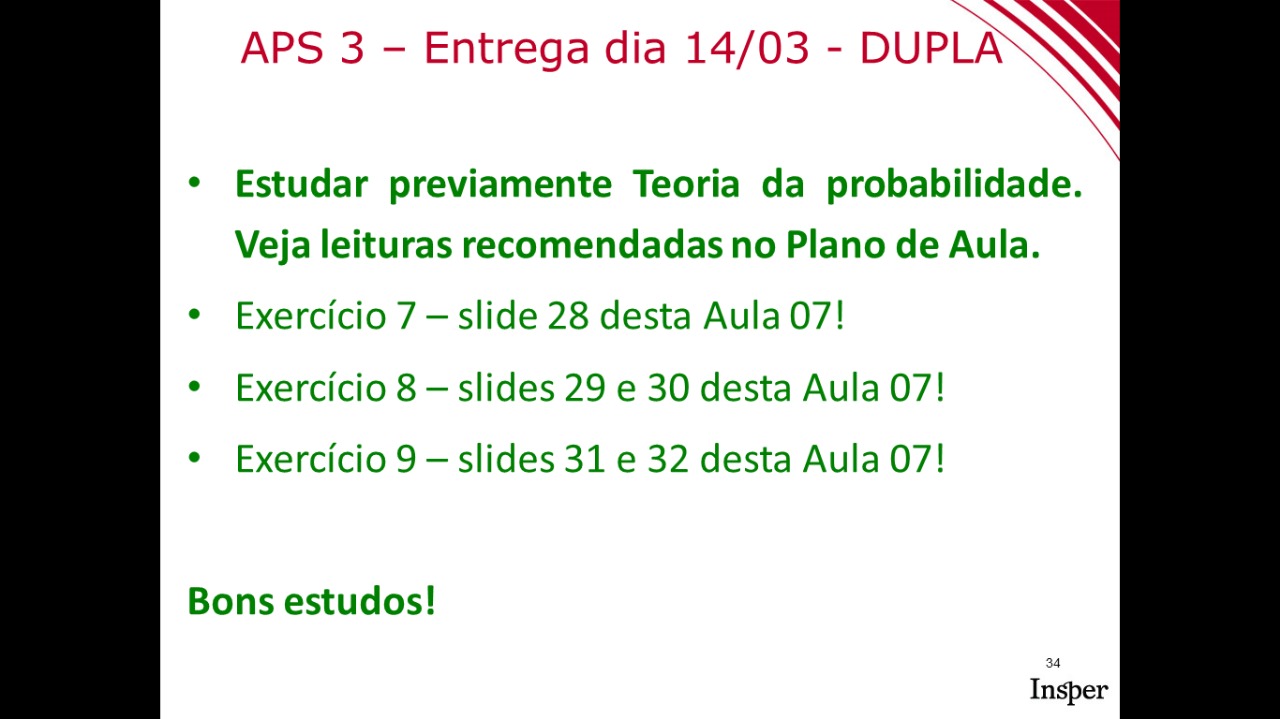 APS 3 – Entrega dia 14/03 - DUPLA
• Estudar previamente Teoria da probabilidade.
Veja leituras recomendadas no Plano de Aula.
• Exercício 7 – slide 28 desta Aula 07!
• Exercício 8 – slides 29 e 30 desta Aula 07!
• Exercício 9 – slides 31 e 32 desta Aula 07!
Bons estudos!
34
Insper